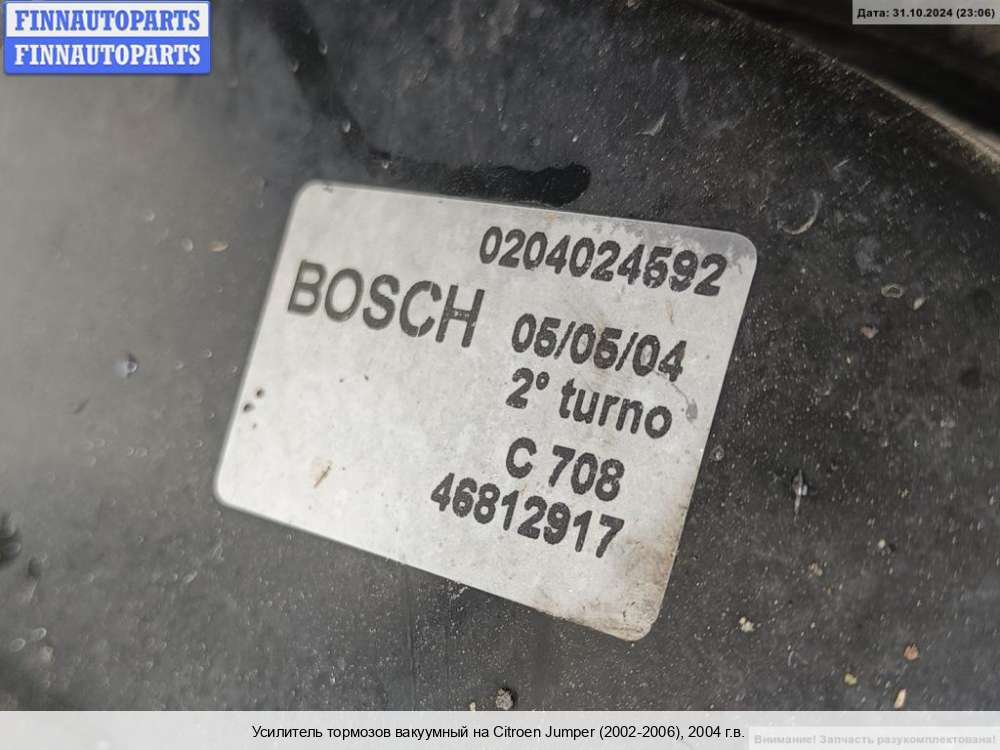 FINNAUTOPARTS
FINNAUTOPARTS
Дата: 31.10.2024 (23:06)
0204024592
BOSCH
05/05/04
2° turno
C 708
46812917
Усилитель тормозов вакуумный на Citroen Jumper (2002-2006), 2004 г.в.
Внимание! Запчасть разукомплектована!